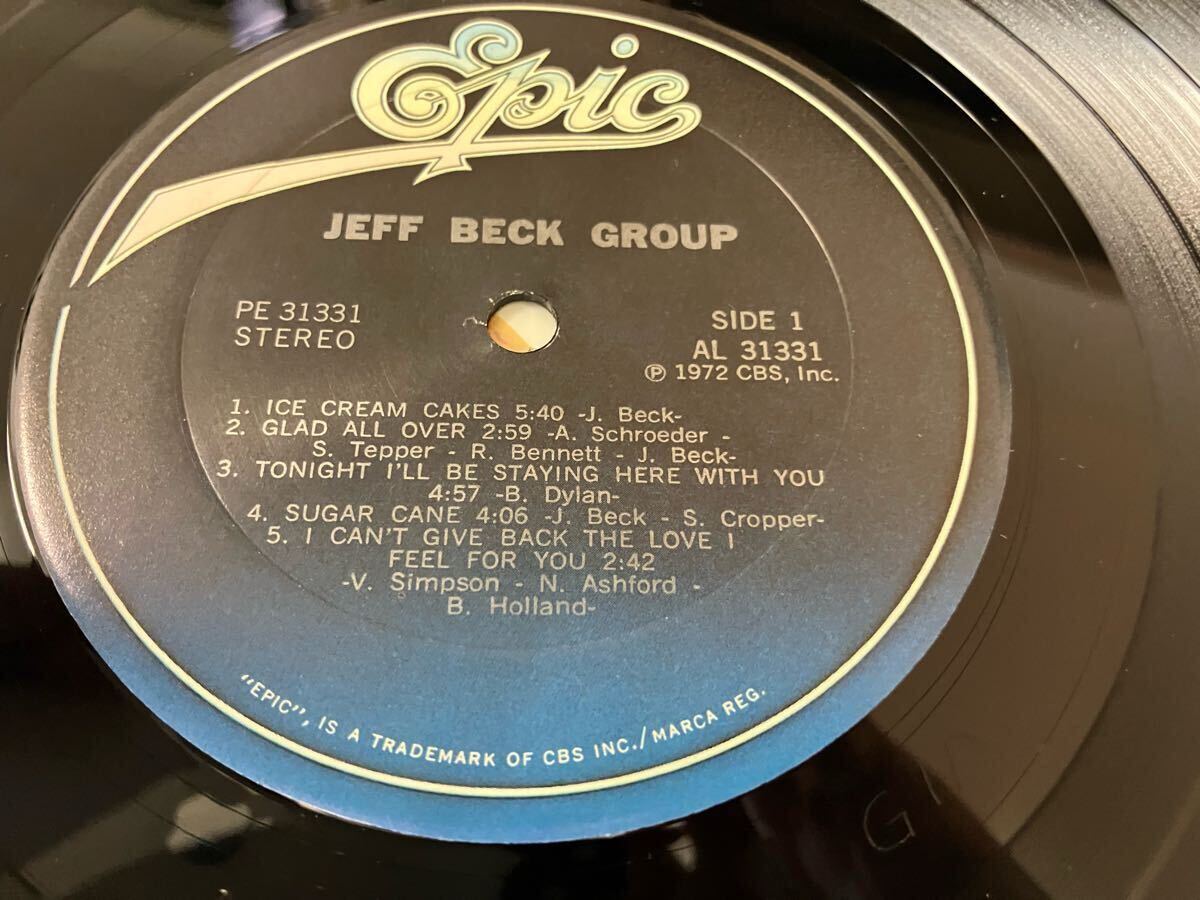 Epic
JEFF BECK GROUP
PE 31331
STEREO
SIDE 1
AL 31331
℗ 1972 CBS, Inc.
1. ICE CREAM CAKES 5:40 -J. Beck-
2. GLAD ALL OVER 2:59 -A. Schroeder -
S. Tepper - R. Bennett - J. Beck-
3. TONIGHT I'LL BE STAYING HERE WITH YOU
4:57 -B. Dylan-
4. SUGAR CANE 4:06 -J. Beck - S. Cropper-
5. I CAN'T GIVE BACK THE LOVE I
FEEL FOR YOU 2:42
-V. Simpson - N. Ashford -
B. Holland-
"EPIC", IS A TRADEMARK OF CBS INC./MARCA REG.
G1